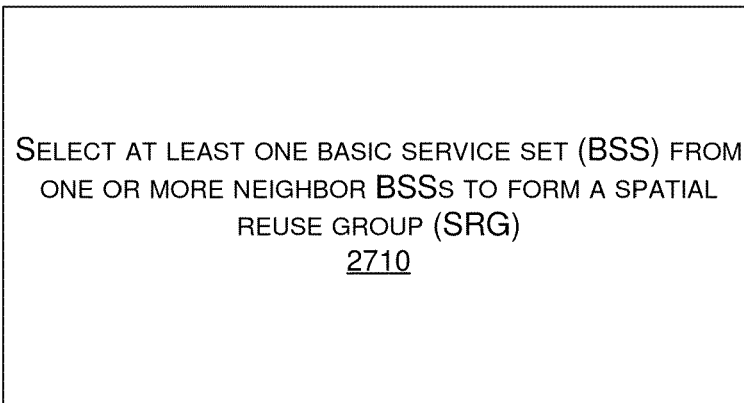 SELECT AT LEAST ONE BASIC SERVICE SET (BSS) FROM
ONE OR MORE NEIGHBOR BSSS TO FORM A SPATIAL
REUSE GROUP (SRG)
2710